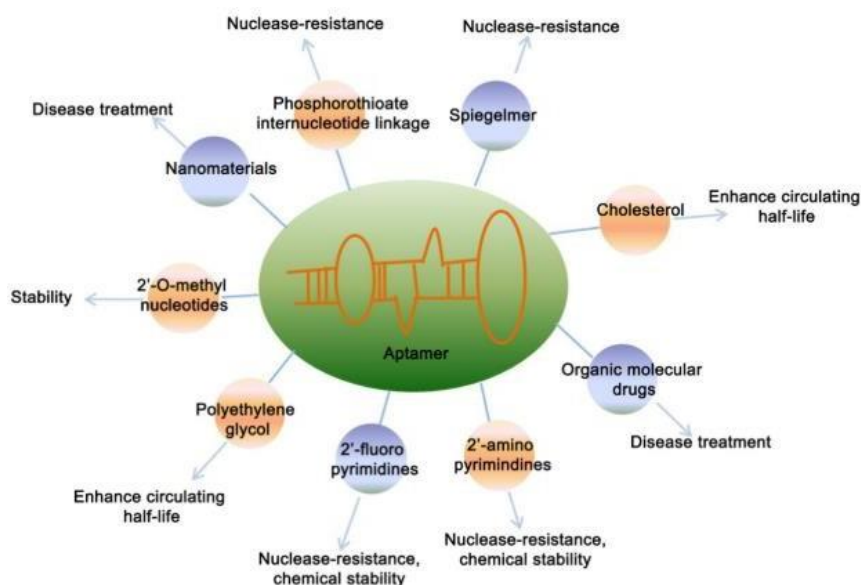 Nuclease-resistance
Nuclease-resistance
Phosphorothioate
internucleotide linkage
Spiegelmer
Disease treatment
Nanomaterials
Cholesterol
Enhance circulating
half-life
Stability
2'-O-methyl
nucleotides
Aptamer
Organic molecular
drugs
Disease treatment
Polyethylene
glycol
2'-fluoro
pyrimidines
2'-amino
pyrimindines
Enhance circulating
half-life
Nuclease-resistance,
chemical stability
Nuclease-resistance,
chemical stability